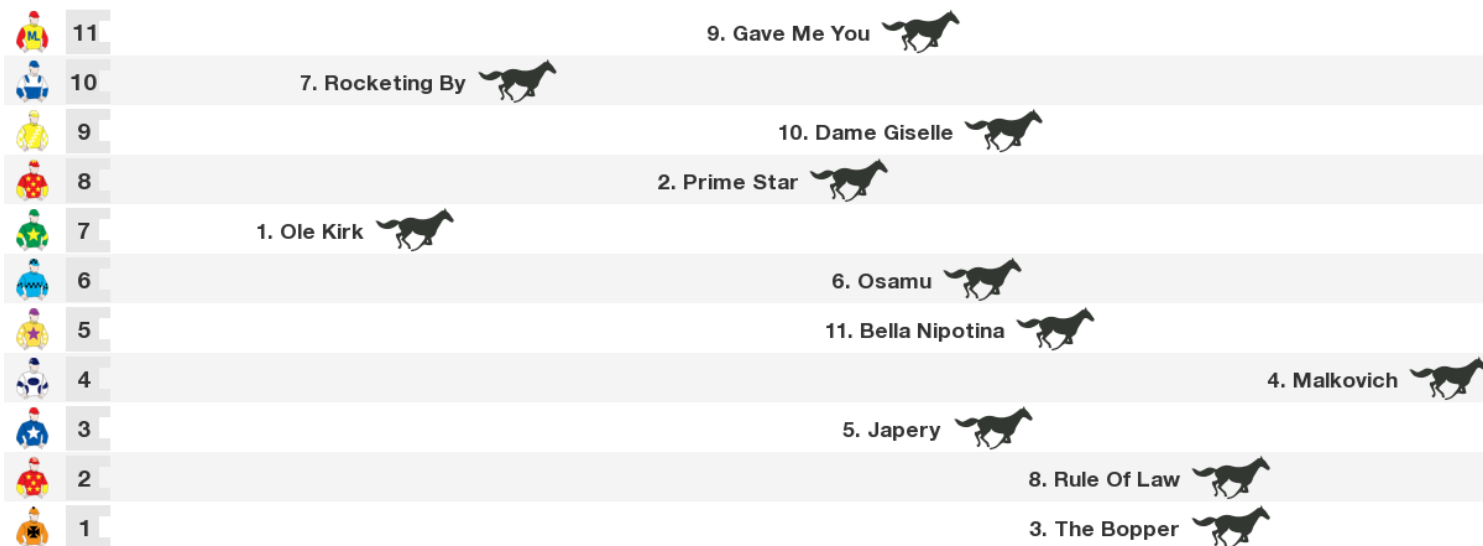 11 9. Gave Me You
10 7. Rocketing By
9 10. Dame Giselle
8 2. Prime Star
7 1. Ole Kirk
6 6. Osamu
5 11. Bella Nipotina
4 4. Malkovich
3 5. Japery
2 8. Rule Of Law
1 3. The Bopper